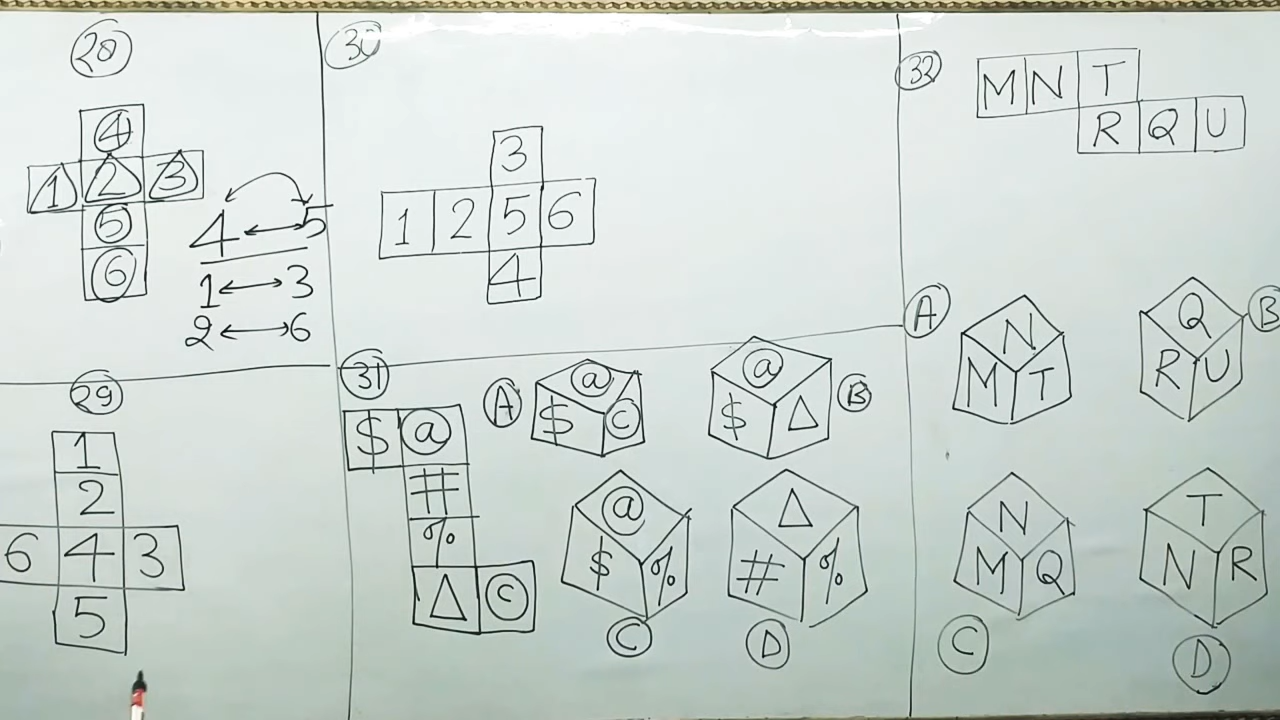 28
4
1 2 3
5
6
4 ↔ 5
1 ↔ 3
2 ↔ 6
29
1
2
6 4 3
5
30
3
1 2 5 6
4
31
$ @
#
%
△ ©
A
@
$ ©
B
@
$ △
C
@
$ %
D
△
# %
32
M N T
R Q U
A
N
M T
B
Q
R U
C
N
M Q
D
T
N R